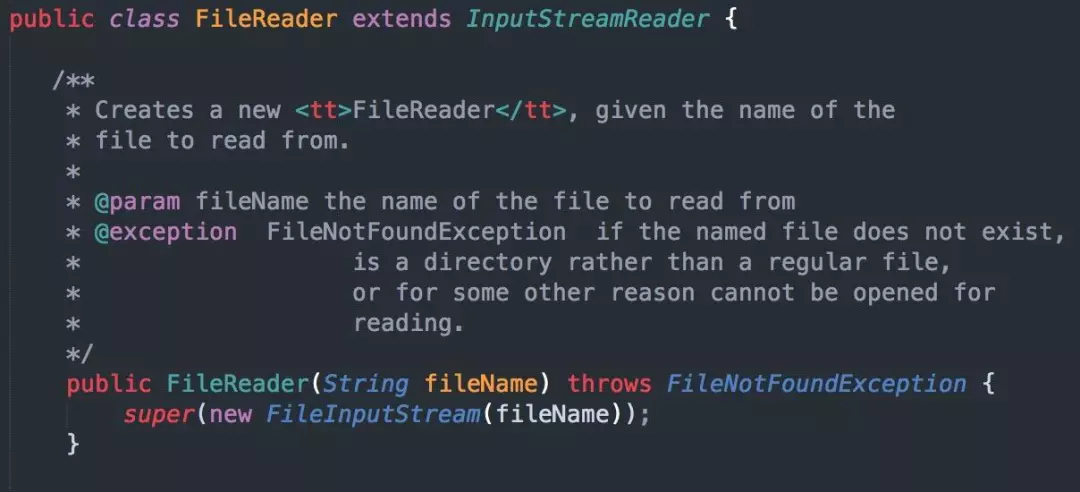 public class FileReader extends InputStreamReader {
/**
* Creates a new <tt>FileReader</tt>, given the name of the
* file to read from.
*
* @param fileName the name of the file to read from
* @exception  FileNotFoundException  if the named file does not exist,
*                   is a directory rather than a regular file,
*                   or for some other reason cannot be opened for
*                   reading.
*/
public FileReader(String fileName) throws FileNotFoundException {
super(new FileInputStream(fileName));
}